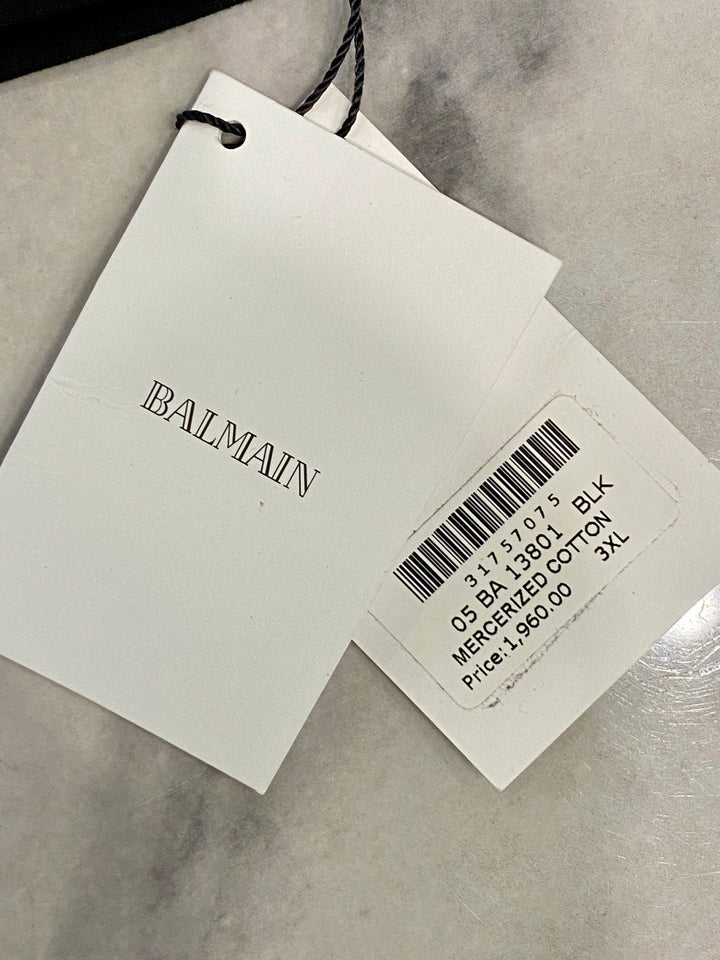 BALMAIN
31757075
05 BA 13801 BLK
MERCERIZED COTTON
Price:1,960.00 3XL